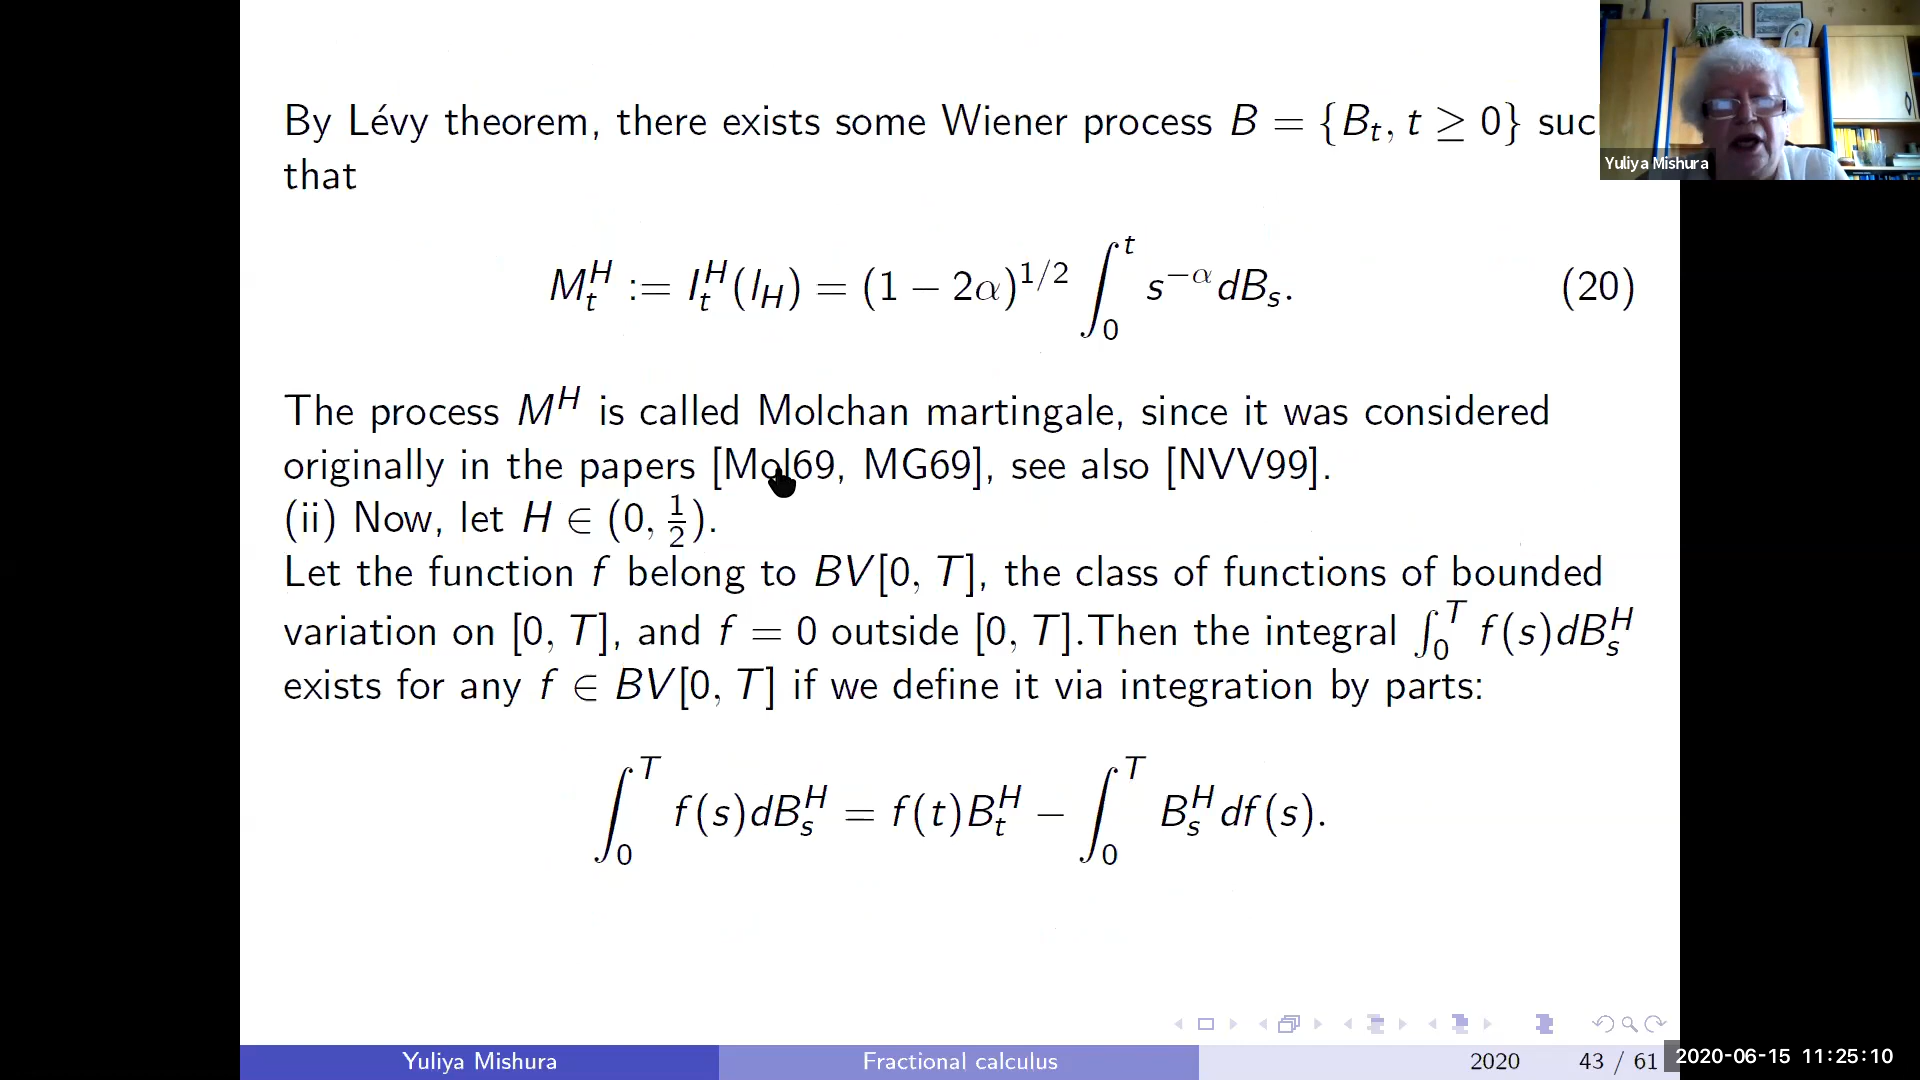 By Lévy theorem, there exists some Wiener process B = {B_t, t ≥ 0} suc
that
M_t^H := l_t^H(l_H) = (1 − 2α)^{1/2} ∫_0^t s^{−α} dB_s. (20)
The process M^H is called Molchan martingale, since it was considered
originally in the papers [Mol69, MG69], see also [NVV99].
(ii) Now, let H ∈ (0, 1/2).
Let the function f belong to BV[0, T], the class of functions of bounded
variation on [0, T], and f = 0 outside [0, T].Then the integral ∫_0^T f(s)dB_s^H
exists for any f ∈ BV[0, T] if we define it via integration by parts:
∫_0^T f(s)dB_s^H = f(t)B_t^H − ∫_0^T B_s^H df(s).
Yuliya Mishura
Yuliya Mishura Fractional calculus 2020 43 / 61
2020-06-15 11:25:10